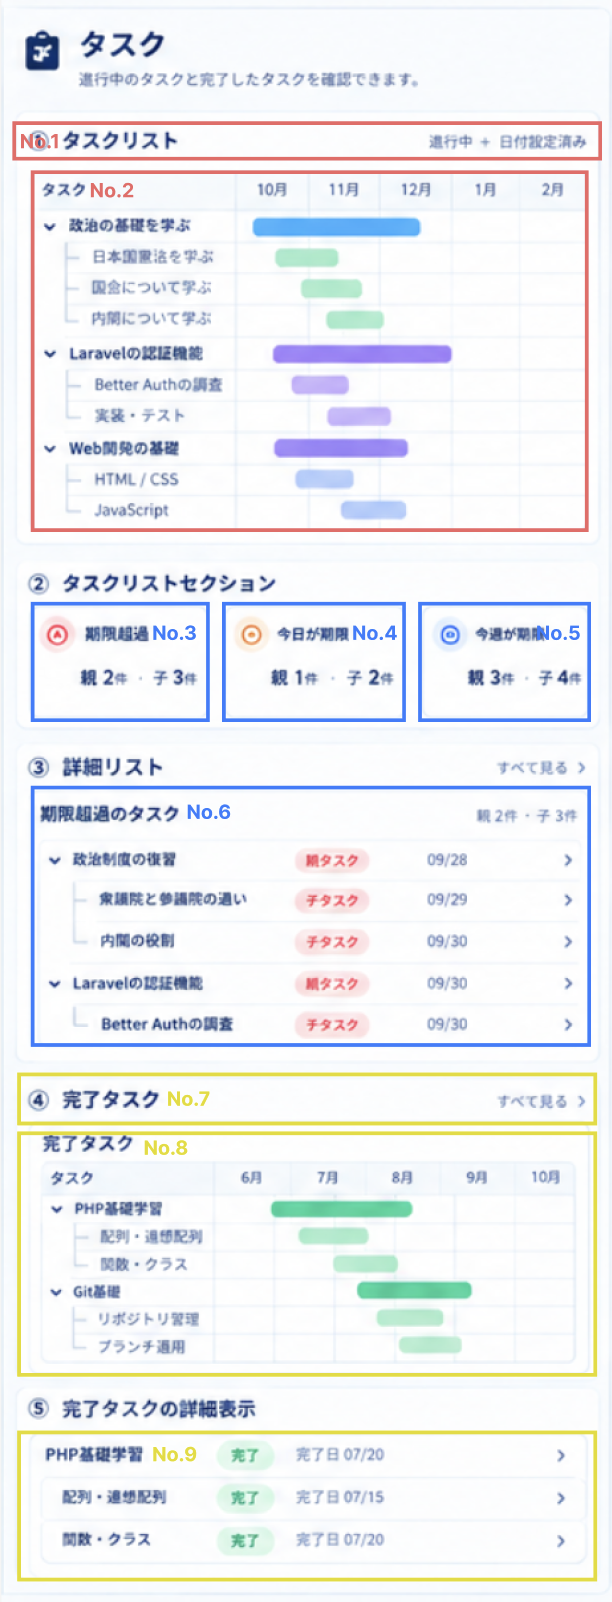 タスク
進行中のタスクと完了したタスクを確認できます。
No.1 タスクリスト 進行中 + 日付設定済み
タスク No.2 10月 11月 12月 1月 2月
政治の基礎を学ぶ
日本国憲法を学ぶ
国会について学ぶ
内閣について学ぶ
Laravelの認証機能
Better Authの調査
実装・テスト
Web開発の基礎
HTML / CSS
JavaScript
② タスクリストセクション
期限超過 No.3 今日が期限 No.4 今週が期限 No.5
親 2件 ・ 子 3件 親 1件 ・ 子 2件 親 3件 ・ 子 4件
③ 詳細リスト すべて見る
期限超過のタスク No.6 親 2件 ・ 子 3件
政治制度の復習 親タスク 09/28
衆議院と参議院の違い 子タスク 09/29
内閣の役割 子タスク 09/30
Laravelの認証機能 親タスク 09/30
Better Authの調査 子タスク 09/30
④ 完了タスク No.7 すべて見る
完了タスク No.8
タスク 6月 7月 8月 9月 10月
PHP基礎学習
配列・連想配列
関数・クラス
Git基礎
リポジトリ管理
ブランチ運用
⑤ 完了タスクの詳細表示
PHP基礎学習 No.9 完了 完了日 07/20
配列・連想配列 完了 完了日 07/15
関数・クラス 完了 完了日 07/20